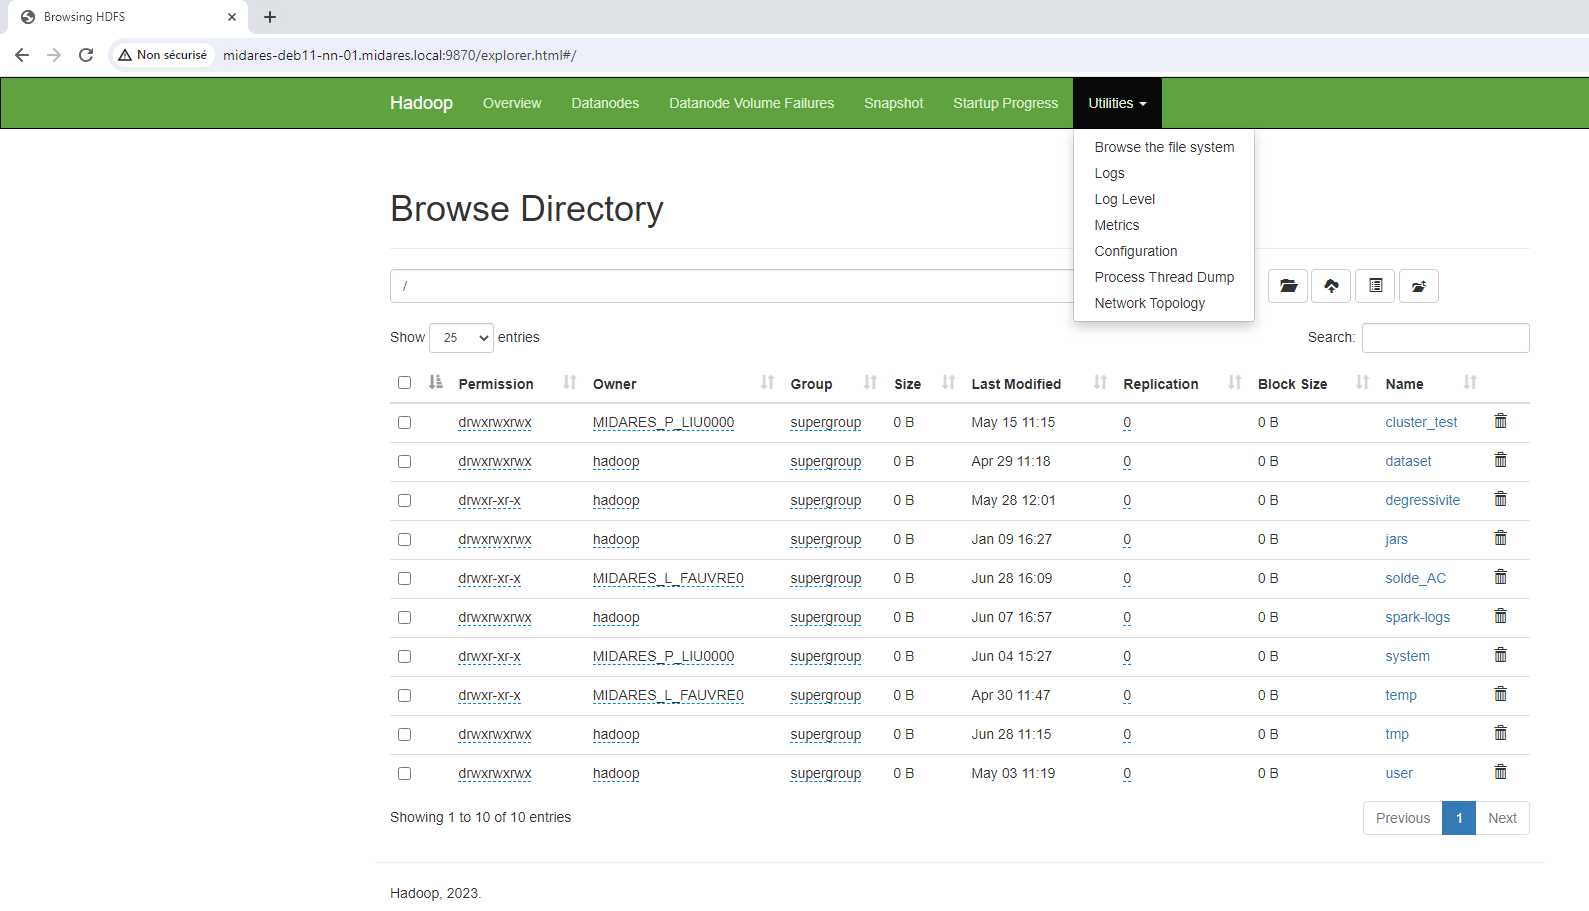 Browsing HDFS
Non sécurisé midares-deb11-nn-01.midares.local:9870/explorer.html#/
Hadoop Overview Datanodes Datanode Volume Failures Snapshot Startup Progress Utilities
Browse the file system
Logs
Log Level
Metrics
Configuration
Process Thread Dump
Network Topology
Browse Directory
/
Show 25 entries Search:
Permission Owner Group Size Last Modified Replication Block Size Name
drwxrwxrwx MIDARES_P_LIU0000 supergroup 0 B May 15 11:15 0 0 B cluster_test
drwxrwxrwx hadoop supergroup 0 B Apr 29 11:18 0 0 B dataset
drwxr-xr-x hadoop supergroup 0 B May 28 12:01 0 0 B degressivite
drwxrwxrwx hadoop supergroup 0 B Jan 09 16:27 0 0 B jars
drwxr-xr-x MIDARES_L_FAUVRE0 supergroup 0 B Jun 28 16:09 0 0 B solde_AC
drwxrwxrwx hadoop supergroup 0 B Jun 07 16:57 0 0 B spark-logs
drwxr-xr-x MIDARES_P_LIU0000 supergroup 0 B Jun 04 15:27 0 0 B system
drwxr-xr-x MIDARES_L_FAUVRE0 supergroup 0 B Apr 30 11:47 0 0 B temp
drwxrwxrwx hadoop supergroup 0 B Jun 28 11:15 0 0 B tmp
drwxrwxrwx hadoop supergroup 0 B May 03 11:19 0 0 B user
Showing 1 to 10 of 10 entries Previous 1 Next
Hadoop, 2023.